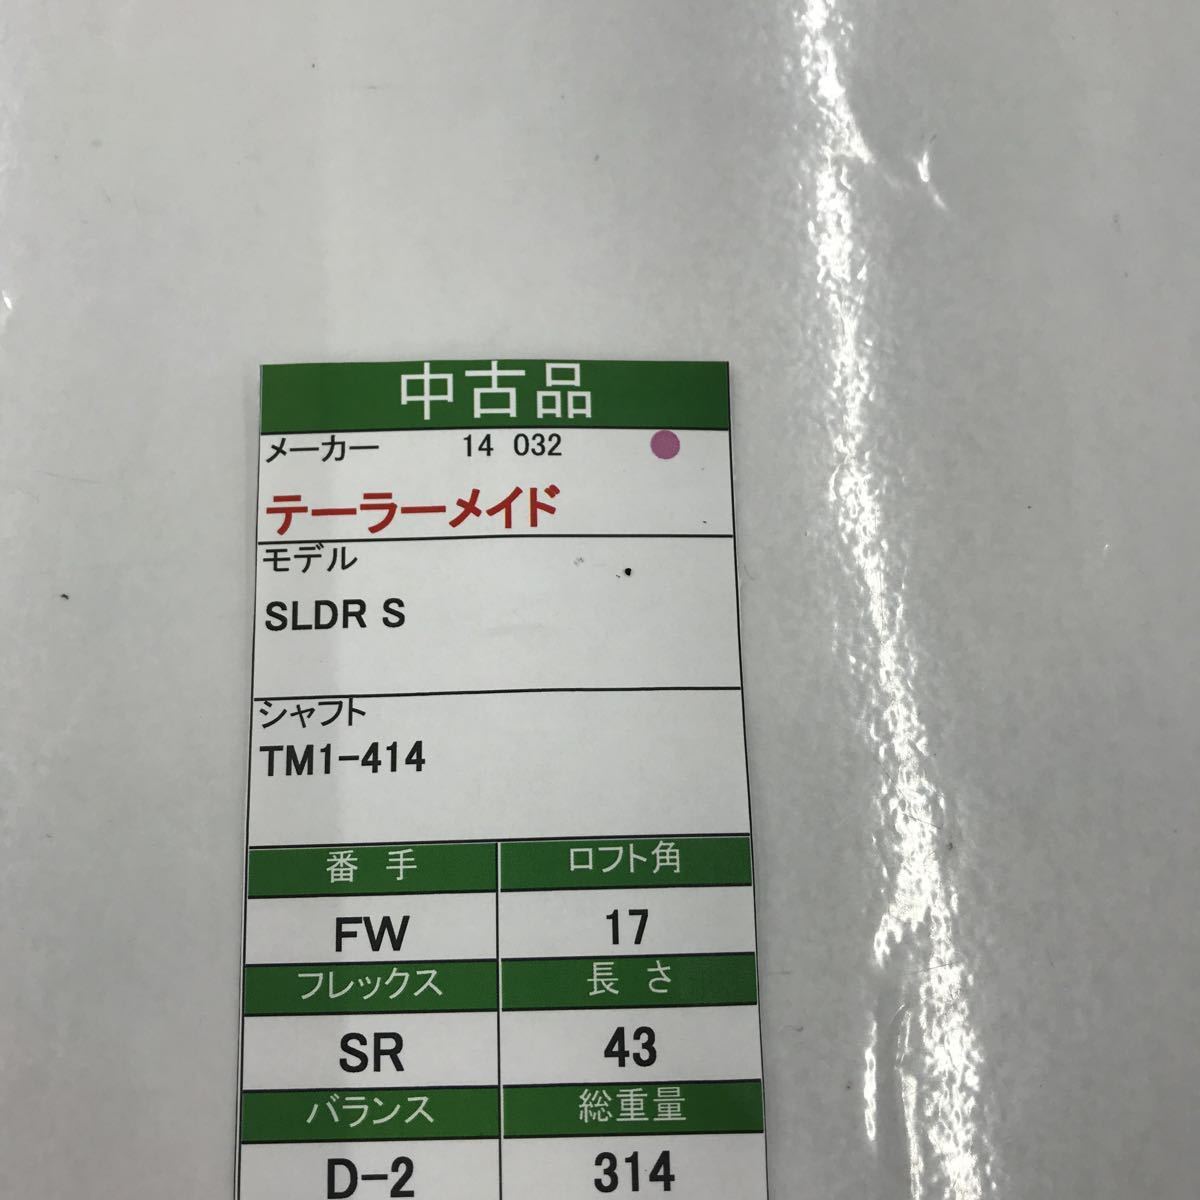 中古品
メーカー 14 032
テーラーメイド
モデル
SLDR S
シャフト
TM1-414
番 手 ロフト角
FW 17
フレックス 長 さ
SR 43
バランス 総重量
D-2 314